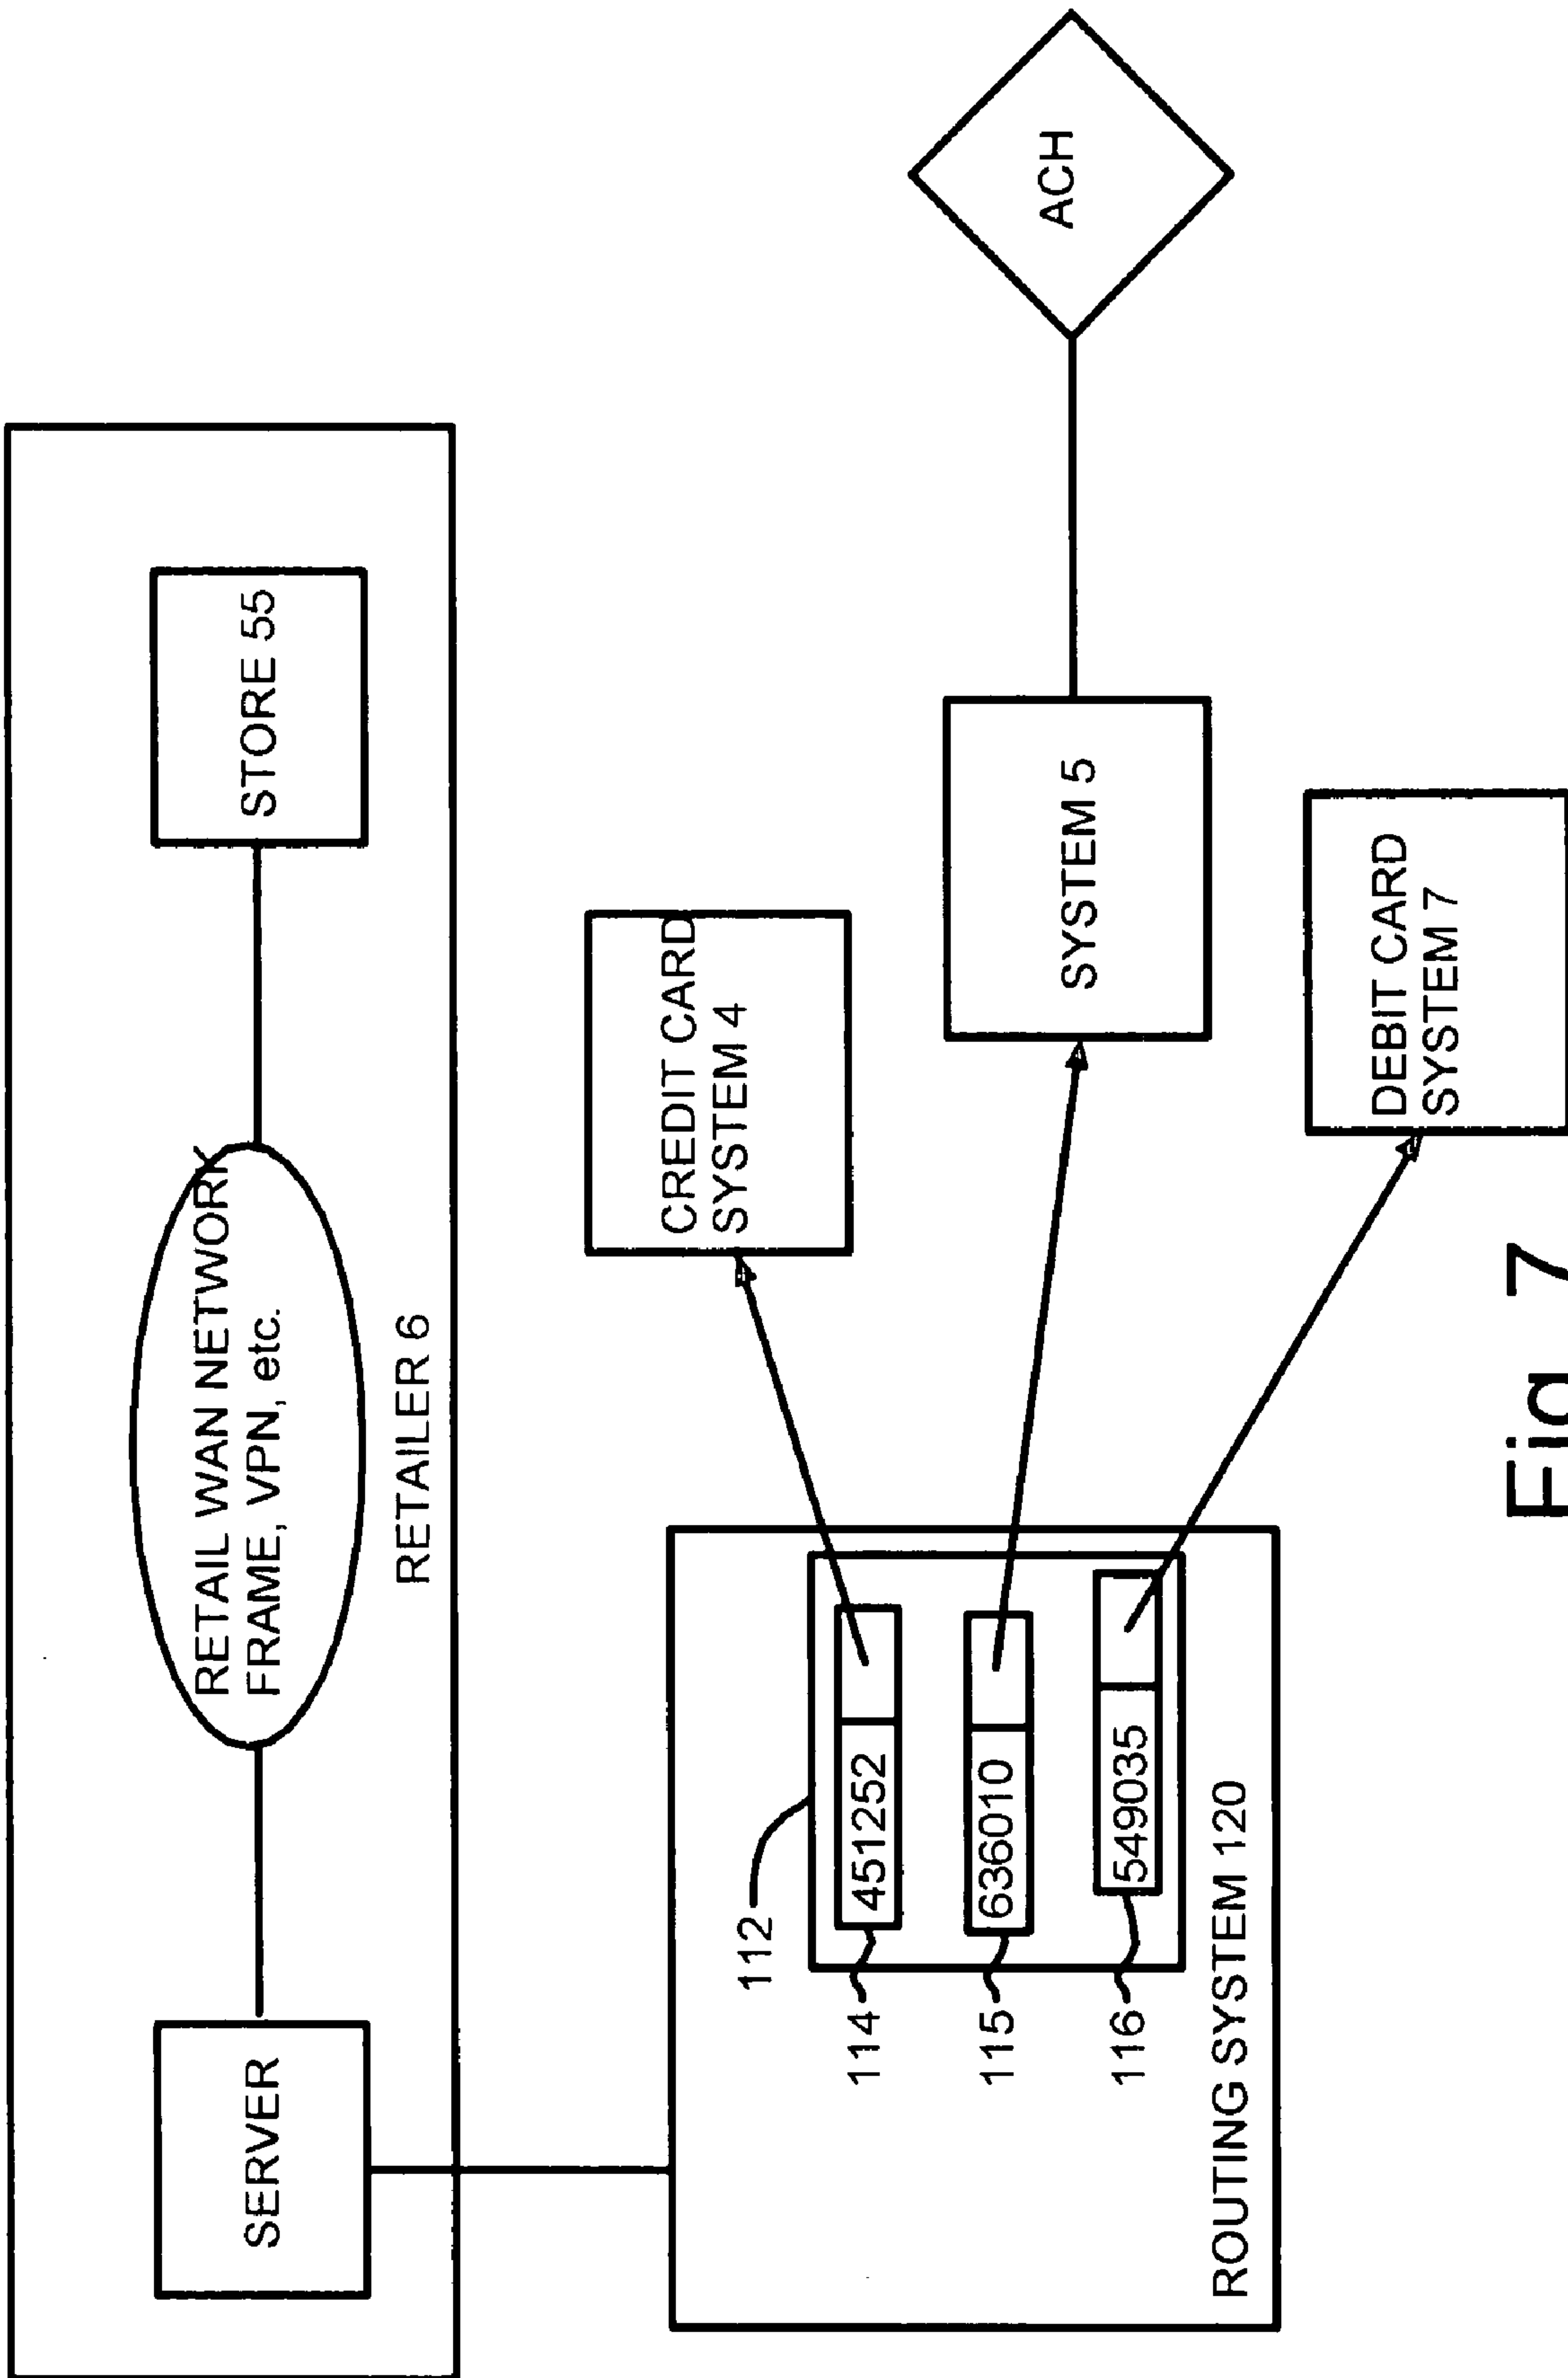 SERVER
RETAIL WAN NETWORK
FRAME, VPN, etc.
STORE 55
RETAILER 6
112
114
451252
115
636010
116
549035
ROUTING SYSTEM 120
CREDIT CARD
SYSTEM 4
SYSTEM 5
ACH
DEBIT CARD
SYSTEM 7
Fig. 7